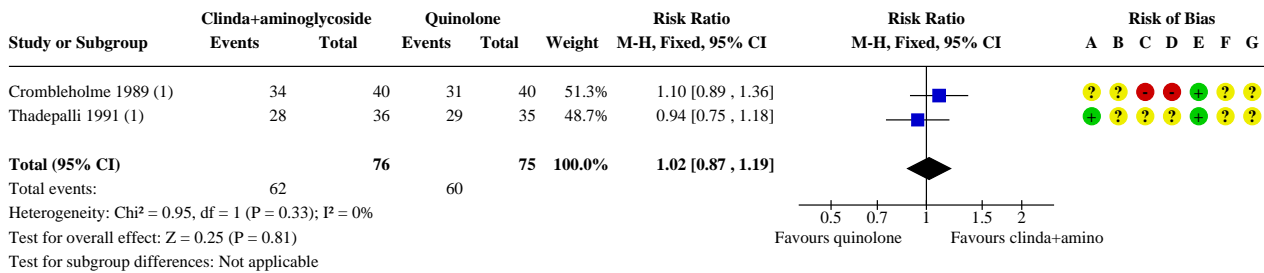 Clinda+aminoglycoside Quinolone Risk Ratio Risk Ratio Risk of Bias
Study or Subgroup Events Total Events Total Weight M-H, Fixed, 95% CI M-H, Fixed, 95% CI A B C D E F G
Crombleholme 1989 (1) 34 40 31 40 51.3% 1.10 [0.89 , 1.36] ? ? - - + ? ?
Thadepalli 1991 (1) 28 36 29 35 48.7% 0.94 [0.75 , 1.18] + ? ? ? + ? ?
Total (95% CI) 76 75 100.0% 1.02 [0.87 , 1.19]
Total events: 62 60
Heterogeneity: Chi² = 0.95, df = 1 (P = 0.33); I² = 0%
0.5 0.7 1 1.5 2
Test for overall effect: Z = 0.25 (P = 0.81)
Favours quinolone Favours clinda+amino
Test for subgroup differences: Not applicable